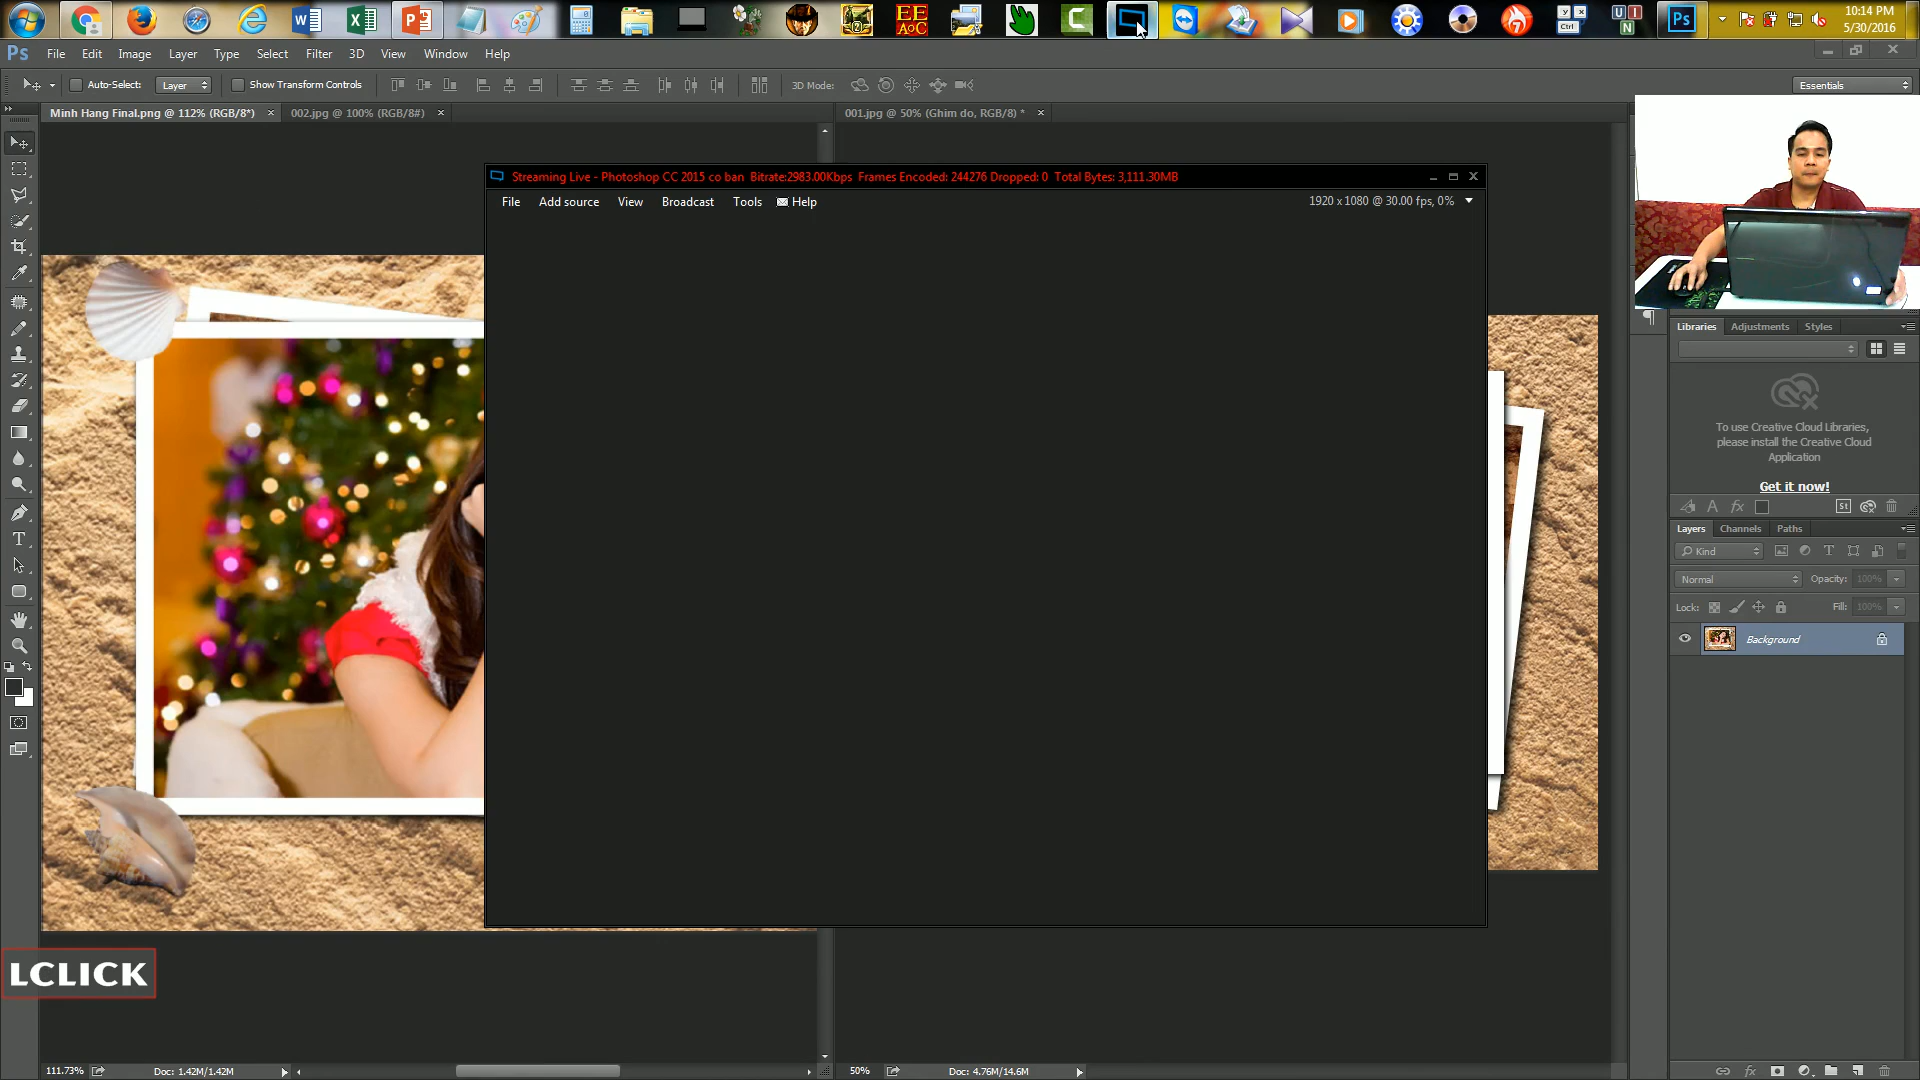 10:14 PM
5/30/2016
Ps File Edit Image Layer Type Select Filter 3D View Window Help
Auto-Select: Layer Show Transform Controls 3D Mode: Essentials
Minh Hang Final.png @ 112% (RGB/8*) × 002.jpg @ 100% (RGB/8#) × 001.jpg @ 50% (Ghim do, RGB/8) * ×
Streaming Live - Photoshop CC 2015 co ban Bitrate:2983.00Kbps Frames Encoded: 244276 Dropped: 0 Total Bytes: 3,111.30MB
File Add source View Broadcast Tools Help 1920 x 1080 @ 30.00 fps, 0%
Libraries Adjustments Styles
To use Creative Cloud Libraries,
please install the Creative Cloud
Application
Get it now!
Layers Channels Paths
Kind
Normal Opacity: 100%
Lock: Fill: 100%
Background
LCLICK
111.73% Doc: 1.42M/1.42M 50% Doc: 4.76M/14.6M